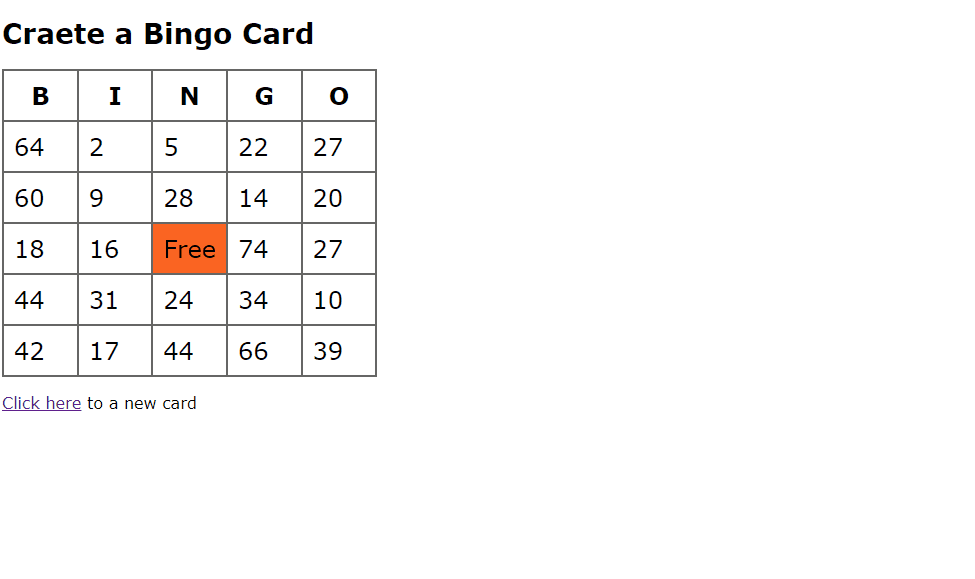 Craete a Bingo Card
B I N G O
64 2 5 22 27
60 9 28 14 20
18 16 Free 74 27
44 31 24 34 10
42 17 44 66 39
Click here to a new card